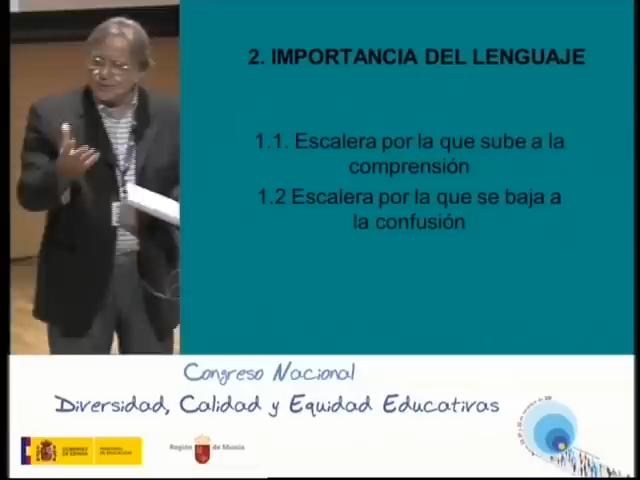 2. IMPORTANCIA DEL LENGUAJE
1.1. Escalera por la que sube a la
comprensión
1.2 Escalera por la que se baja a
la confusión
Congreso Nacional
Diversidad, Calidad y Equidad Educativas
GOBIERNO
DE ESPAÑA
MINISTERIO
DE EDUCACIÓN
Región de Murcia